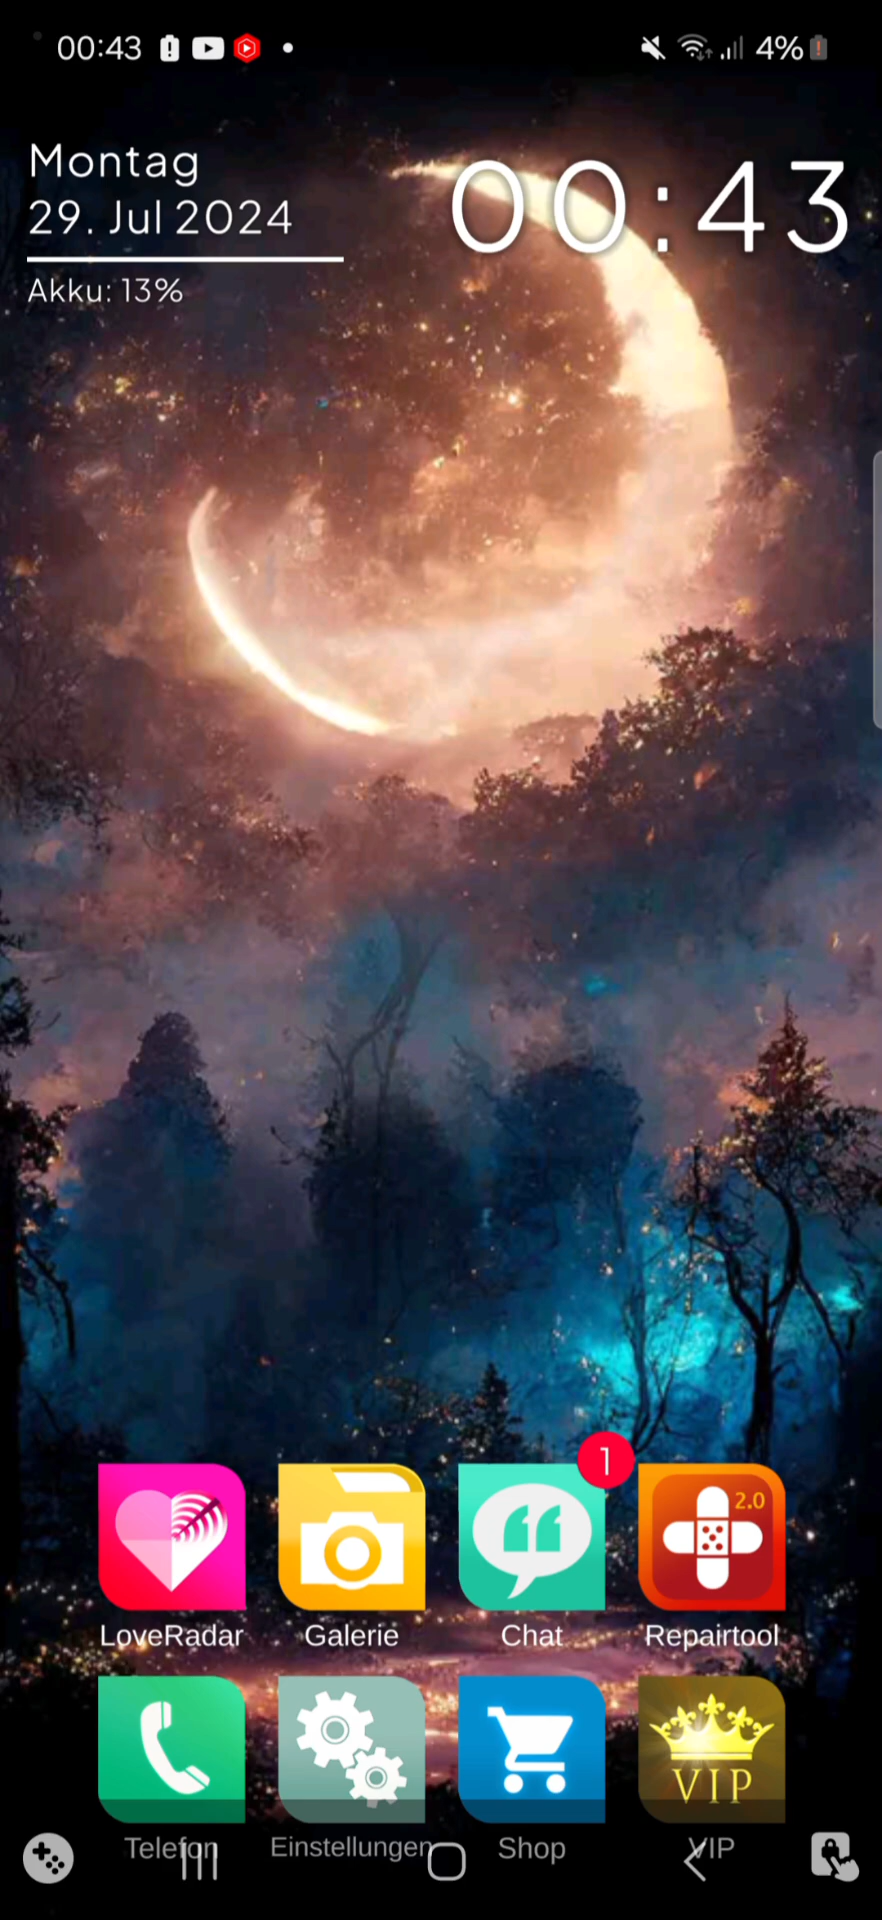 00:43 4%
Montag
29. Jul 2024
00:43
Akku: 13%
1
2.0
LoveRadar Galerie Chat Repairtool
VIP
Telefon Einstellungen Shop VIP